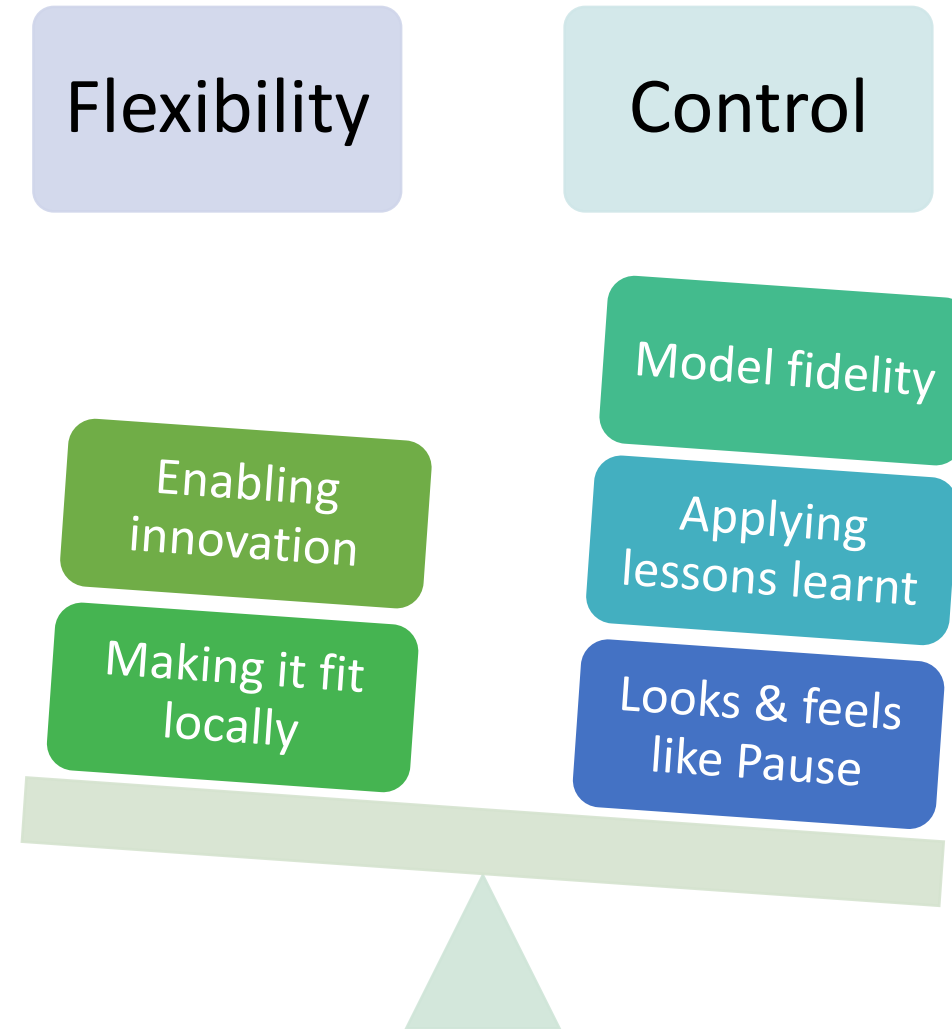 Flexibility
Control
Enabling
innovation
Making it fit
locally
Model fidelity
Applying
lessons learnt
Looks & feels
like Pause